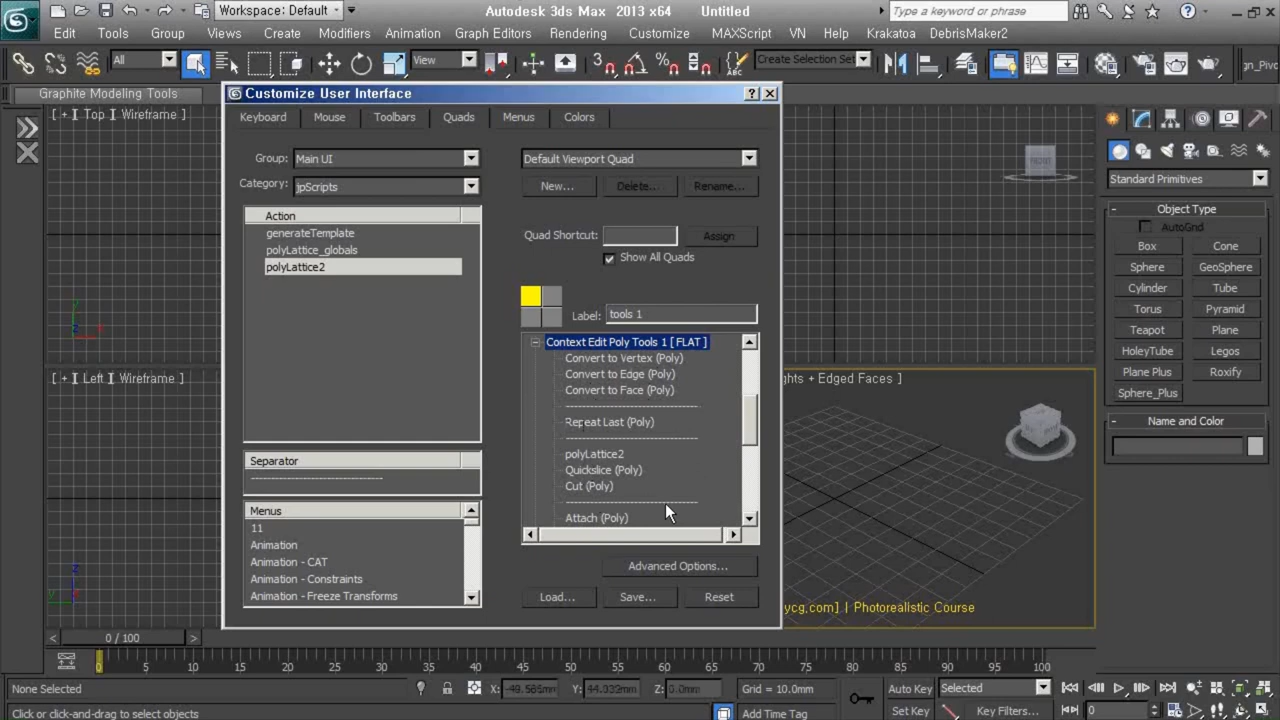 Workspace: Default
Autodesk 3ds Max 2013 x64 Untitled
Type a keyword or phrase
Edit Tools Group Views Create Modifiers Animation Graph Editors Rendering Customize MAXScript VN Help Krakatoa DebrisMaker2
All
View
3
Create Selection Set
Graphite Modeling Tools
[ + ] Top ] Wireframe ]
Customize User Interface
Keyboard Mouse Toolbars Quads Menus Colors
Group: Main UI
Category: jpScripts
Action
generateTemplate
polyLattice_globals
polyLattice2
Separator
Menus
11
Animation
Animation - CAT
Animation - Constraints
Animation - Freeze Transforms
Default Viewport Quad
New... Delete... Rename...
Quad Shortcut: Assign
Show All Quads
Label: tools 1
Context Edit Poly Tools 1 [ FLAT ]
Convert to Vertex (Poly)
Convert to Edge (Poly)
Convert to Face (Poly)
Repeat Last (Poly)
polyLattice2
Quickslice (Poly)
Cut (Poly)
Attach (Poly)
Advanced Options...
Load... Save... Reset
FRONT
[ + ] Left ] Wireframe ]
ghts + Edged Faces ]
ycg.com] | Photorealistic Course
Standard Primitives
Object Type
AutoGrid
Box Cone
Sphere GeoSphere
Cylinder Tube
Torus Pyramid
Teapot Plane
HoleyTube Legos
Plane Plus Roxify
Sphere_Plus
Name and Color
0 / 100
0 5 10 15 20 25 30 35 40 45 50 55 60 65 70 75 80 85 90 95 100
None Selected
X: -49.585mm Y: 44.332mm Z: 0.0mm
Grid = 10.0mm
Auto Key Selected
Click or click-and-drag to select objects
Add Time Tag
Set Key Key Filters...
0